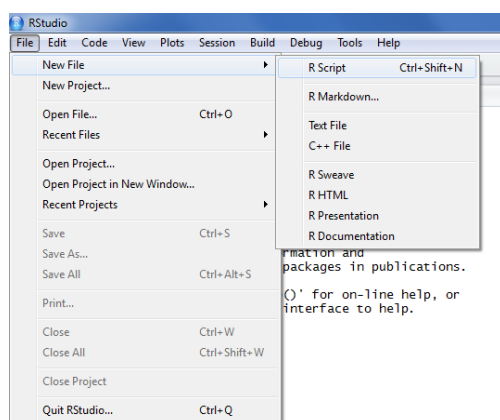 RStudio
File Edit Code View Plots Session Build Debug Tools Help
New File
New Project...
Open File... Ctrl+O
Recent Files
Open Project...
Open Project in New Window...
Recent Projects
Save Ctrl+S
Save As...
Save All Ctrl+Alt+S
Print...
Close Ctrl+W
Close All Ctrl+Shift+W
Close Project
Quit RStudio... Ctrl+Q
R Script Ctrl+Shift+N
R Markdown...
Text File
C++ File
R Sweave
R HTML
R Presentation
R Documentation
rmation and
packages in publications.
()' for on-line help, or
interface to help.